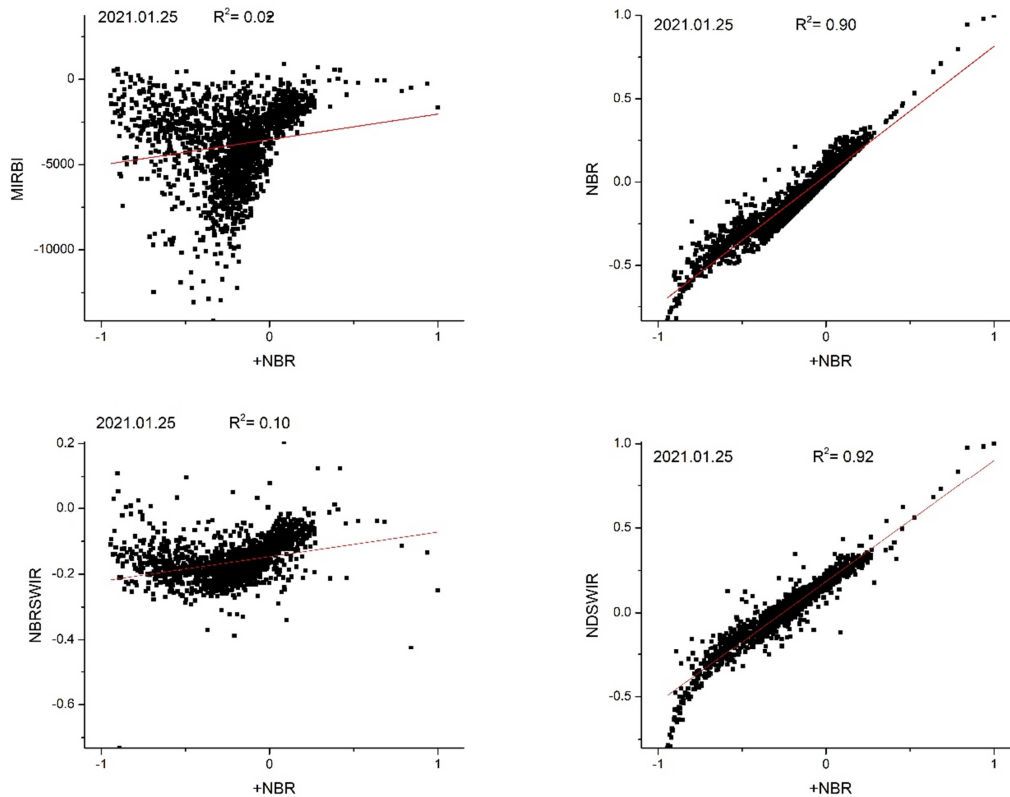 2021.01.25 R²= 0.02
0
-5000
-10000
MIRBI
-1 0 1
+NBR
2021.01.25 R²= 0.90
1.0
0.5
0.0
-0.5
NBR
-1 0 1
+NBR
2021.01.25 R²= 0.10
0.2
0.0
-0.2
-0.4
-0.6
NBRSWIR
-1 0 1
+NBR
2021.01.25 R²= 0.92
1.0
0.5
0.0
-0.5
NDSWIR
-1 0 1
+NBR